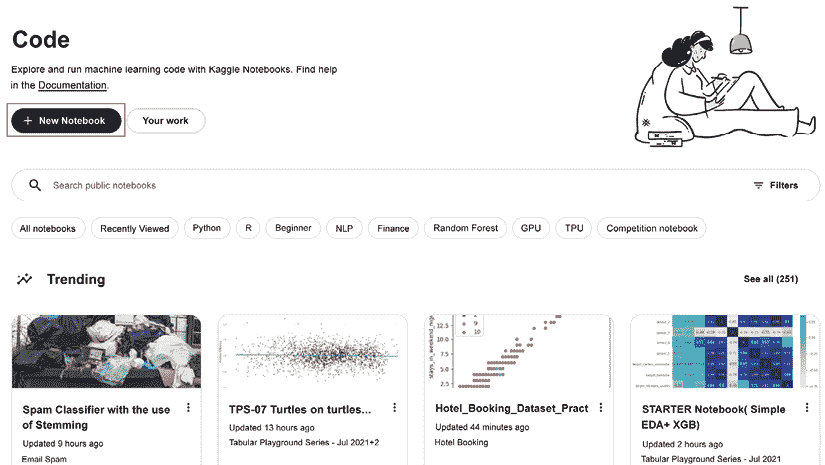 Code
Explore and run machine learning code with Kaggle Notebooks. Find help
in the Documentation.
+ New Notebook
Your work
Search public notebooks
Filters
All notebooks
Recently Viewed
Python
R
Beginner
NLP
Finance
Random Forest
GPU
TPU
Competition notebook
Trending
See all (251)
9
10
12.5
10.0
7.5
5.0
2.5
Spam Classifier with the use
of Stemming
Updated 9 hours ago
Email Spam
TPS-07 Turtles on turtles...
Updated 13 hours ago
Tabular Playground Series - Jul 2021+2
Hotel_Booking_Dataset_Pract
Updated 44 minutes ago
Hotel Booking
STARTER Notebook( Simple
EDA+ XGB)
Updated 2 hours ago
Tabular Playground Series - Jul 2021